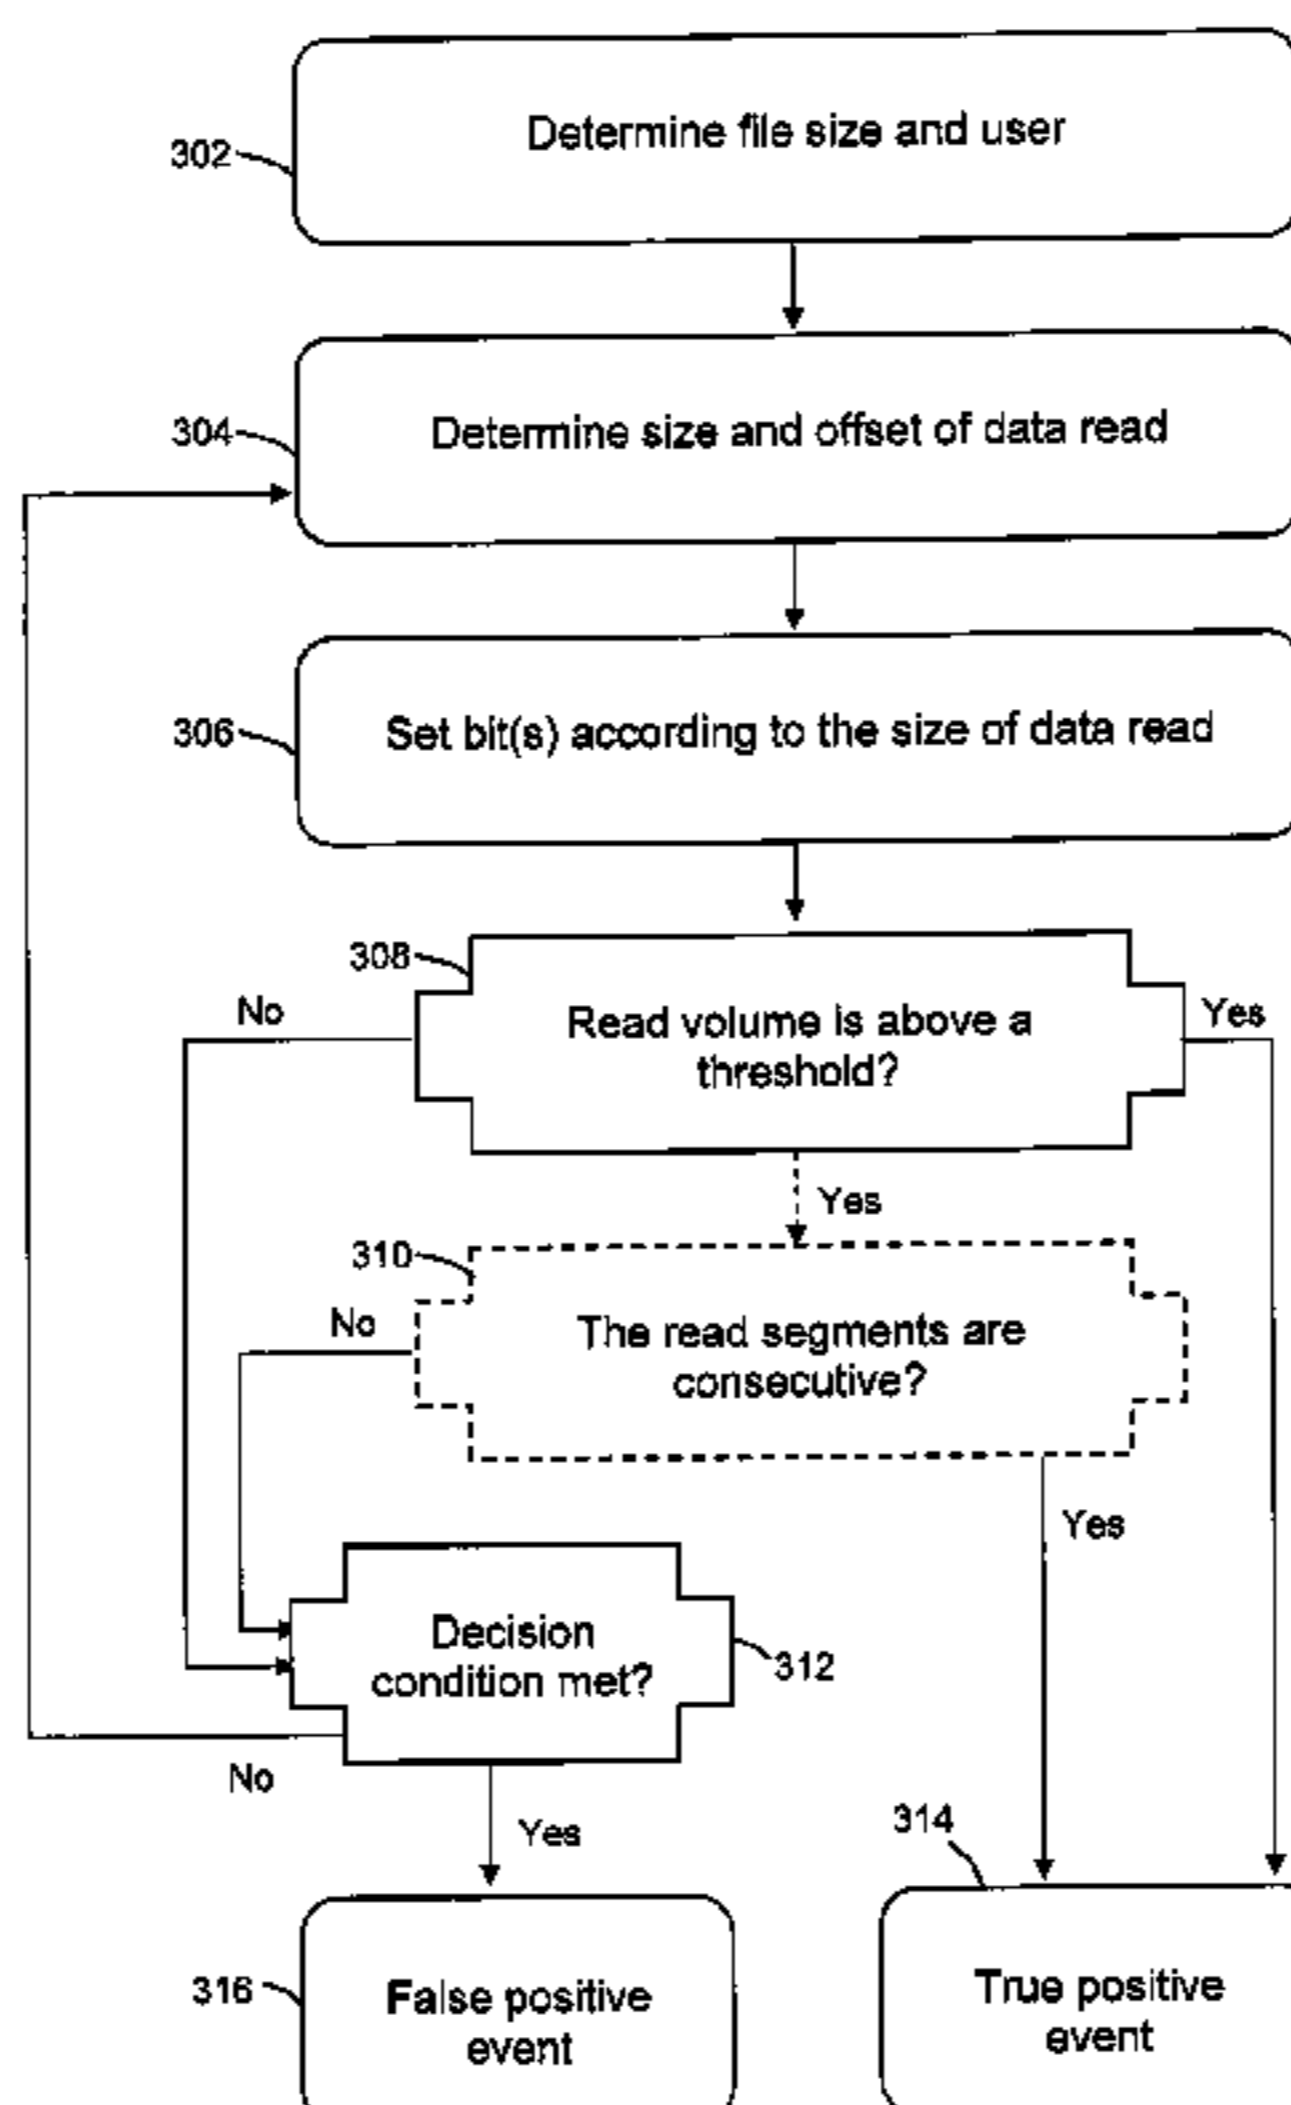 Determine file size and user
302
Determine size and offset of data read
304
Set bit(s) according to the size of data read
306
308
No
Read volume is above a
threshold?
Yes
Yes
310
No
The read segments are
consecutive?
Yes
Decision
condition met?
312
No
Yes
314
316
False positive
event
True positive
event